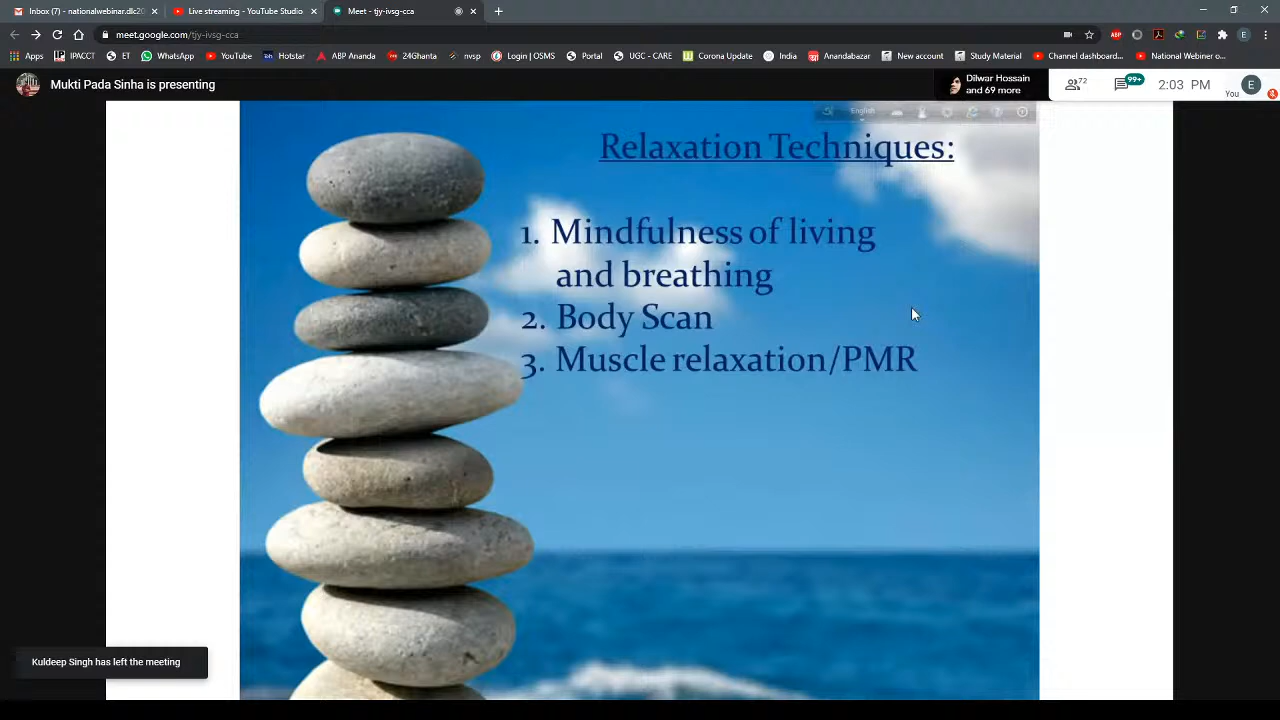 Inbox (7) - nationalwebinar.dlc20
Live streaming - YouTube Studio
Meet - tjy-ivsg-cca
meet.google.com/tjy-ivsg-cca
Apps
IPACCT
ET
WhatsApp
YouTube
Hotstar
ABP Ananda
24Ghanta
nvsp
Login | OSMS
Portal
UGC - CARE
Corona Update
India
Anandabazar
New account
Study Material
Channel dashboard...
National Webinar o...
Mukti Pada Sinha is presenting
Dilwar Hossain
and 69 more
72
99+
2:03 PM
You
E
English
Relaxation Techniques:
1. Mindfulness of living
and breathing
2. Body Scan
3. Muscle relaxation/PMR
Kuldeep Singh has left the meeting